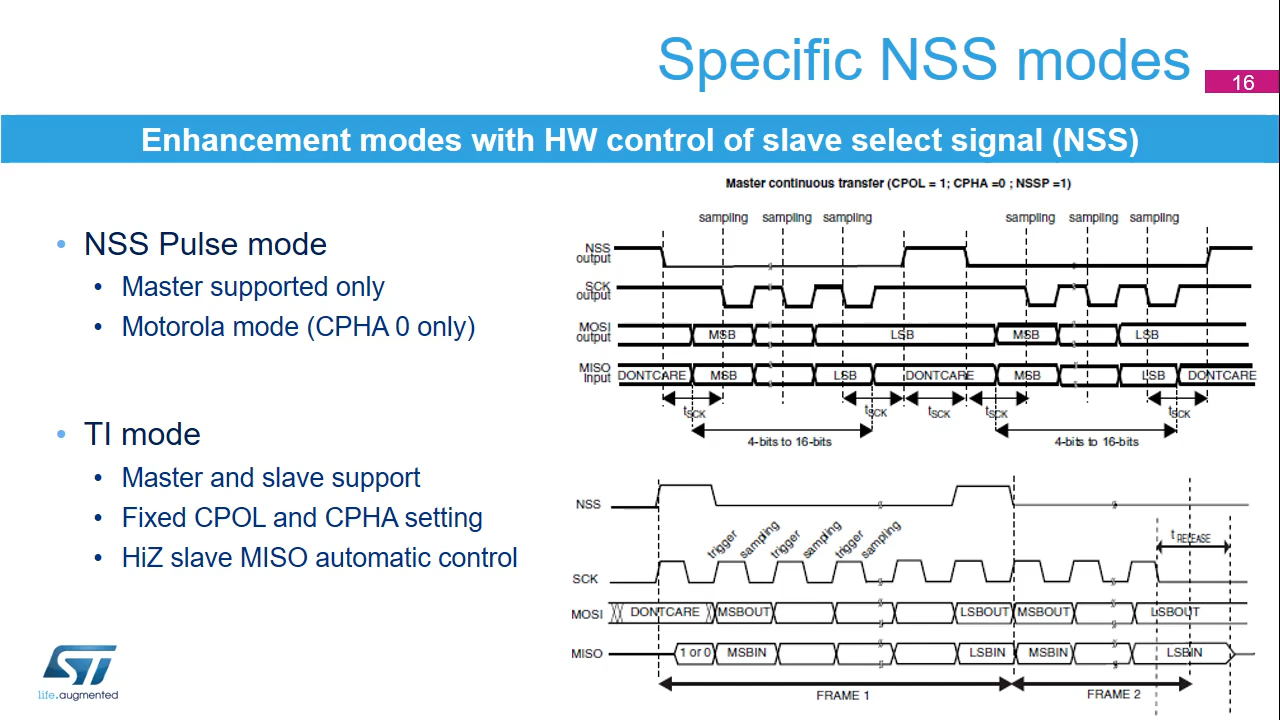 Specific NSS modes
16
Enhancement modes with HW control of slave select signal (NSS)
• NSS Pulse mode
• Master supported only
• Motorola mode (CPHA 0 only)
• TI mode
• Master and slave support
• Fixed CPOL and CPHA setting
• HiZ slave MISO automatic control
Master continuous transfer (CPOL = 1; CPHA =0 ; NSSP =1)
sampling sampling sampling sampling sampling sampling
NSS
output
SCK
output
MOSI
output
MSB LSB MSB LSB
MISO
Input
DONTCARE MSB LSB DONTCARE MSB LSB DONTCARE
tSCK tSCK tSCK tSCK tSCK
4-bits to 16-bits 4-bits to 16-bits
NSS
trigger sampling trigger sampling trigger sampling
tRELEASE
SCK
MOSI DONTCARE MSBOUT LSBOUT MSBOUT LSBOUT
MISO 1 or 0 MSBIN LSBIN MSBIN LSBIN
FRAME 1 FRAME 2
ST
life.augmented